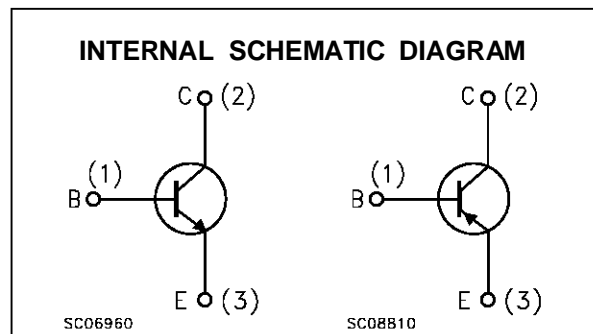 INTERNAL SCHEMATIC DIAGRAM
C (2)
C (2)
(1)
(1)
B
B
E (3)
E (3)
SC06960
SC08810